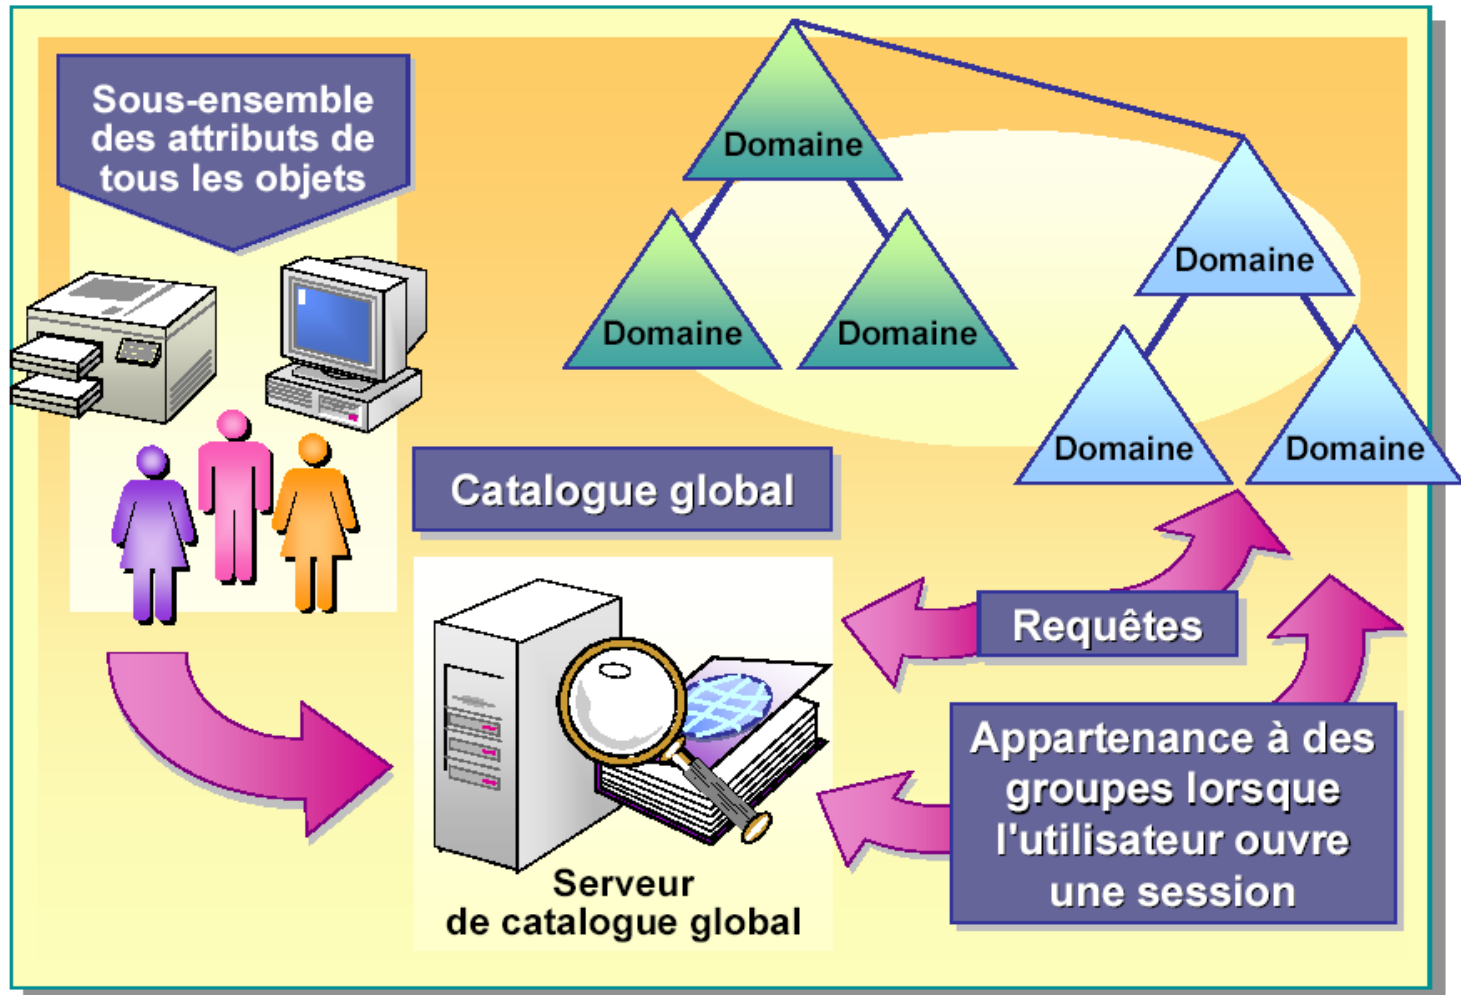 Sous-ensemble
des attributs de
tous les objets
Domaine
Domaine
Domaine
Domaine
Domaine
Domaine
Catalogue global
Requêtes
Appartenance à des
groupes lorsque
l'utilisateur ouvre
une session
Serveur
de catalogue global